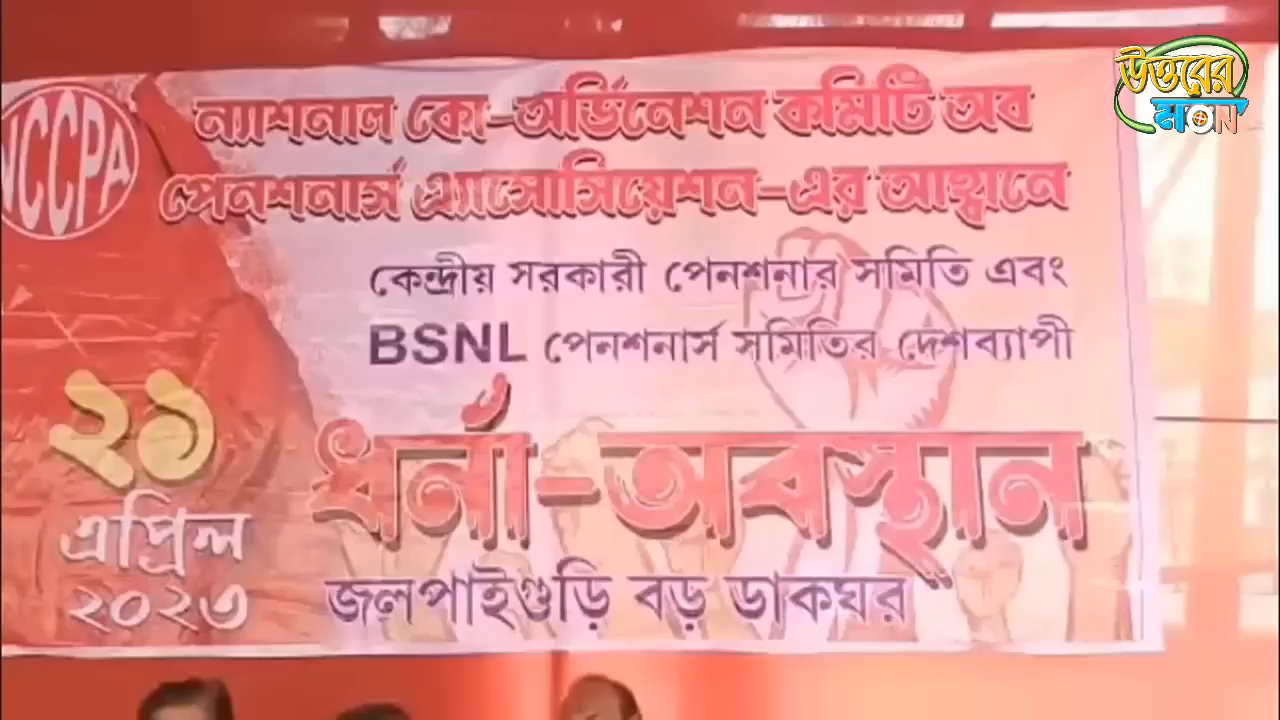 উত্তরের
NCCPA
ন্যাশনাল কো-অর্ডিনেশন কমিটি অব
পেনশনার্স এ্যাসোসিয়েশন-এর আহ্বানে
কেন্দ্রীয় সরকারী পেনশনার সমিতি এবং
BSNL পেনশনার্স সমিতির দেশব্যাপী
২১
এপ্রিল
২০২৩
ধর্না-অবস্থান
জলপাইগুড়ি বড় ডাকঘর